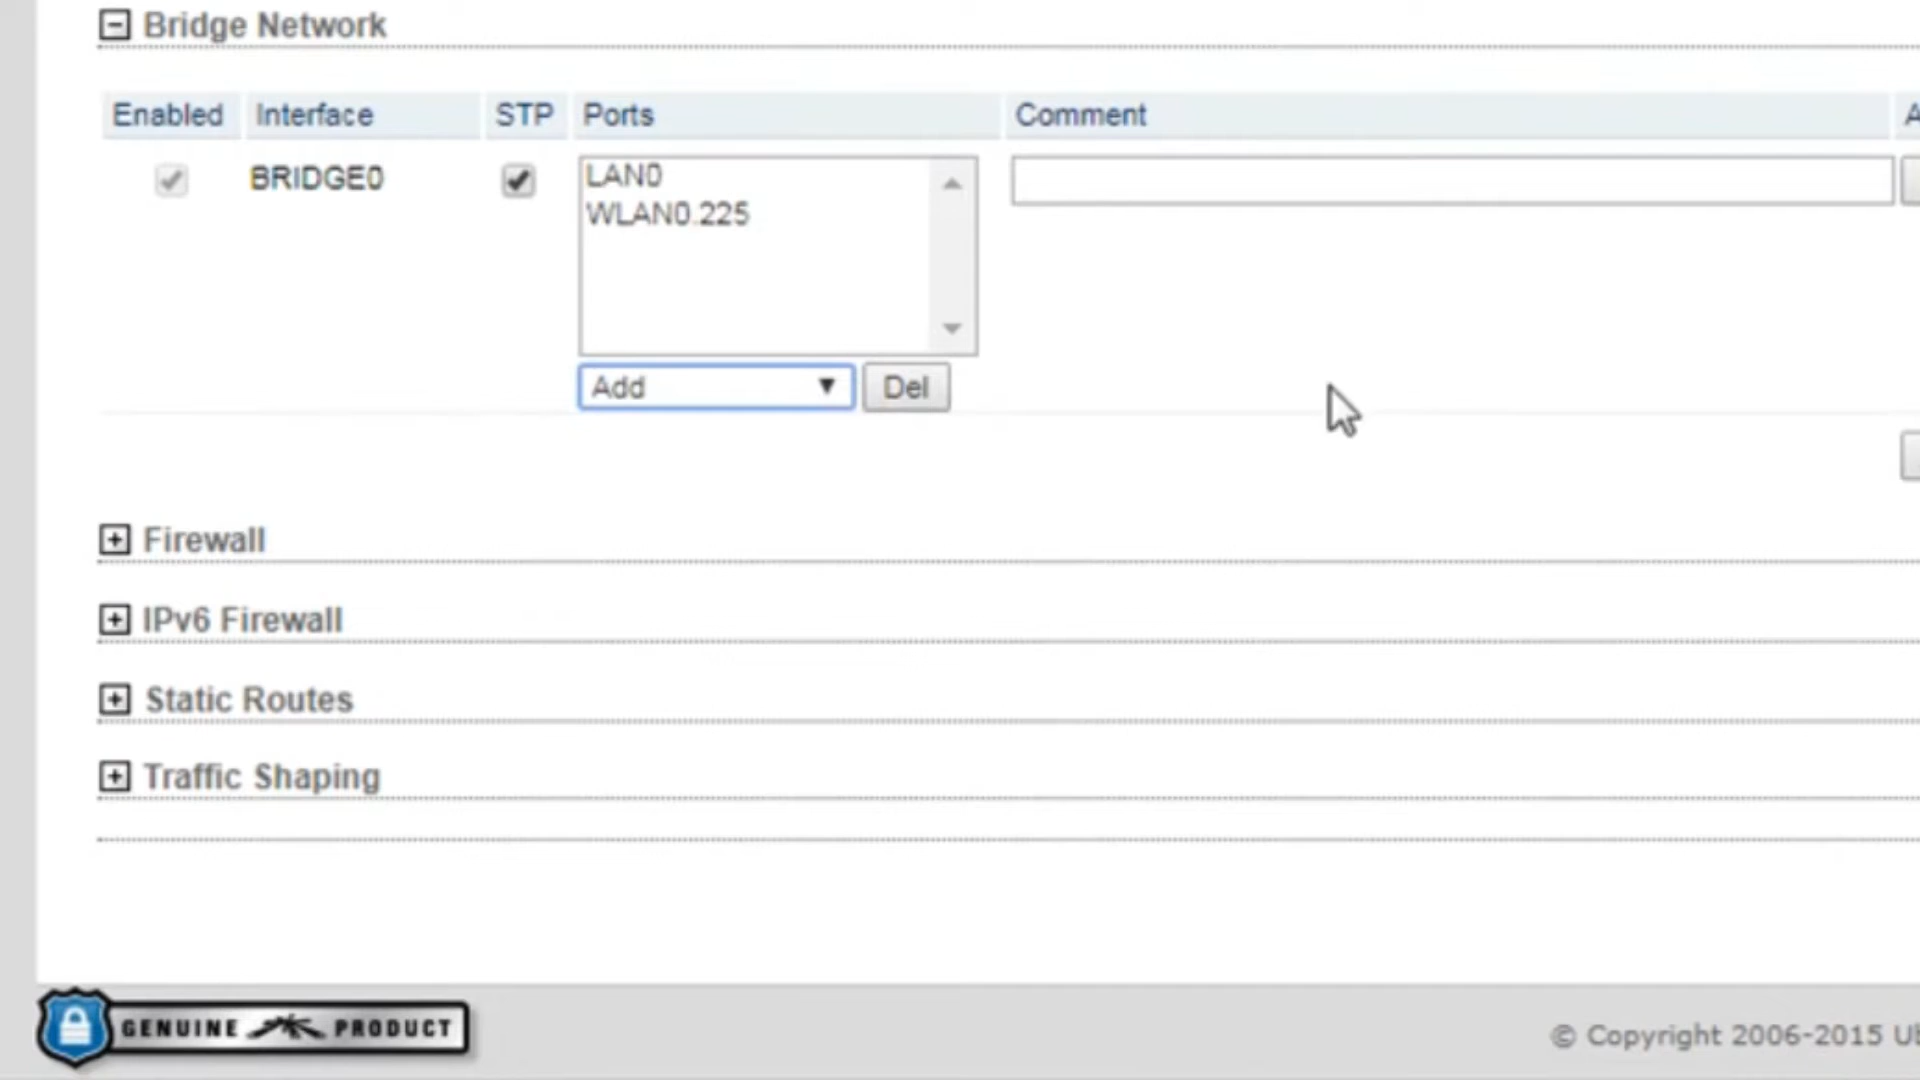 Bridge Network
Enabled Interface STP Ports Comment
BRIDGE0 LAN0
WLAN0.225
Add Del
Firewall
IPv6 Firewall
Static Routes
Traffic Shaping
GENUINE PRODUCT
© Copyright 2006-2015